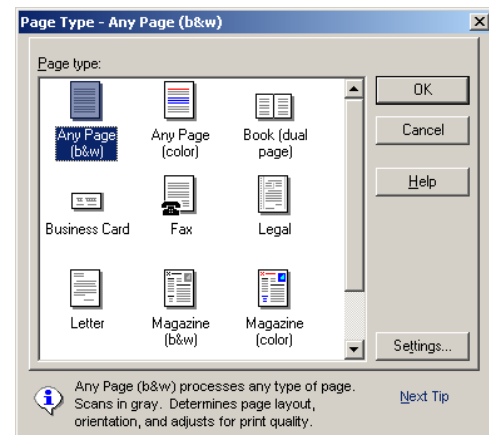 Page Type - Any Page (b&w)
Page type:
OK
Any Page
(b&w)
Any Page
(color)
Book (dual
page)
Cancel
Help
Business Card
Fax
Legal
Letter
Magazine
(b&w)
Magazine
(color)
Settings...
Any Page (b&w) processes any type of page.
Scans in gray. Determines page layout,
orientation, and adjusts for print quality.
Next Tip